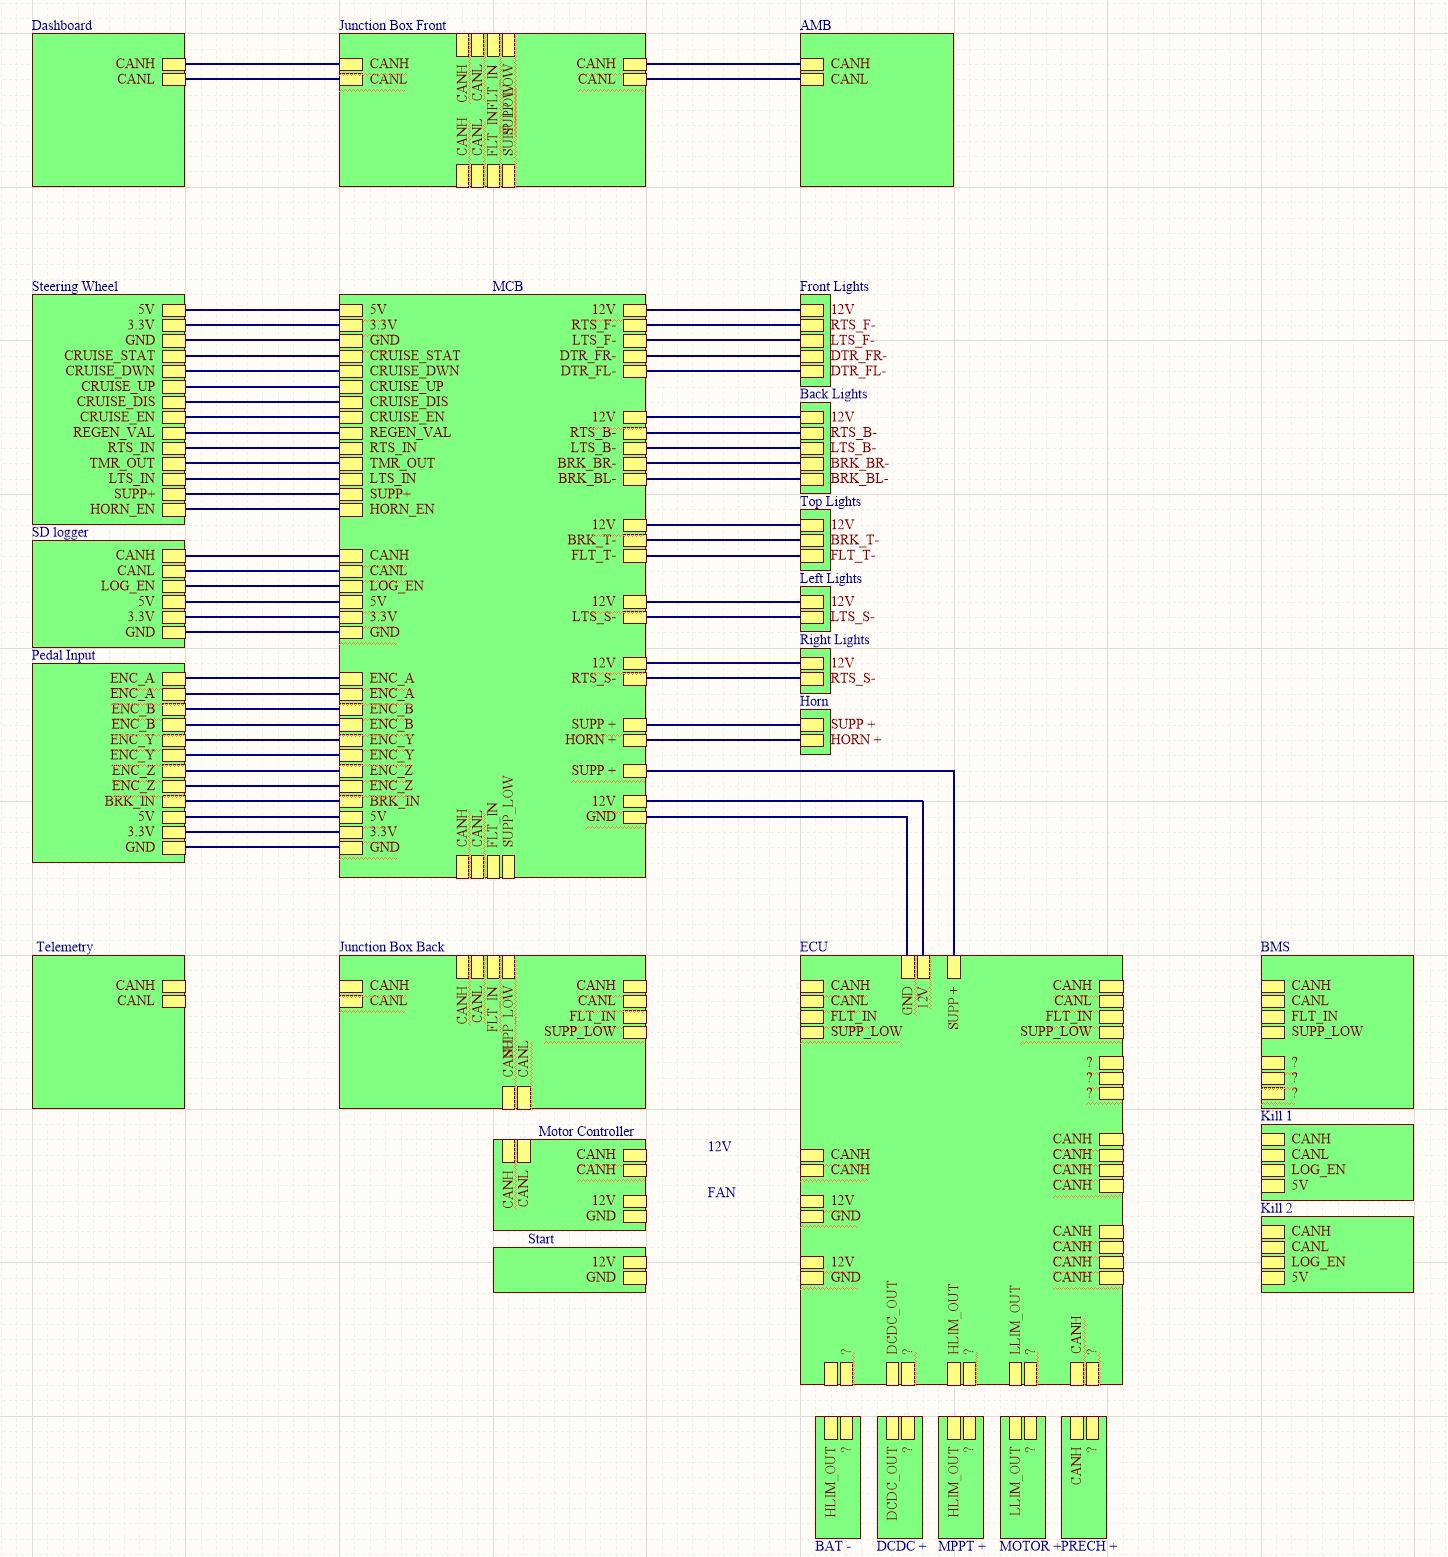 Dashboard
CANH
CANL
Junction Box Front
CANH
CANL
CANH
CANL
FLT_IN
SUPP_LOW
CANH
CANL
FLT_IN
SUPP_LOW
CANH
CANL
AMB
CANH
CANL
Steering Wheel
5V
3.3V
GND
CRUISE_STAT
CRUISE_DWN
CRUISE_UP
CRUISE_DIS
CRUISE_EN
REGEN_VAL
RTS_IN
TMR_OUT
LTS_IN
SUPP+
HORN_EN
SD logger
CANH
CANL
LOG_EN
5V
3.3V
GND
Pedal Input
ENC_A
ENC_A
ENC_B
ENC_B
ENC_Y
ENC_Y
ENC_Z
ENC_Z
BRK_IN
5V
3.3V
GND
MCB
5V
3.3V
GND
CRUISE_STAT
CRUISE_DWN
CRUISE_UP
CRUISE_DIS
CRUISE_EN
REGEN_VAL
RTS_IN
TMR_OUT
LTS_IN
SUPP+
HORN_EN
CANH
CANL
LOG_EN
5V
3.3V
GND
ENC_A
ENC_A
ENC_B
ENC_B
ENC_Y
ENC_Y
ENC_Z
ENC_Z
BRK_IN
5V
3.3V
GND
CANH
CANL
FLT_IN
SUPP_LOW
12V
RTS_F-
LTS_F-
DTR_FR-
DTR_FL-
12V
RTS_B-
LTS_B-
BRK_BR-
BRK_BL-
12V
BRK_T-
FLT_T-
12V
LTS_S-
12V
RTS_S-
SUPP +
HORN +
SUPP +
12V
GND
Front Lights
12V
RTS_F-
LTS_F-
DTR_FR-
DTR_FL-
Back Lights
12V
RTS_B-
LTS_B-
BRK_BR-
BRK_BL-
Top Lights
12V
BRK_T-
FLT_T-
Left Lights
12V
LTS_S-
Right Lights
12V
RTS_S-
Horn
SUPP +
HORN +
Telemetry
CANH
CANL
Junction Box Back
CANH
CANL
CANH
CANL
FLT_IN
SUPP_LOW
CANH
CANL
CANH
CANL
FLT_IN
SUPP_LOW
Motor Controller
CANH
CANL
CANH
CANH
12V
GND
Start
12V
GND
12V
FAN
ECU
CANH
CANL
FLT_IN
SUPP_LOW
CANH
CANH
12V
GND
12V
GND
GND
12V
SUPP +
CANH
CANL
FLT_IN
SUPP_LOW
?
?
?
CANH
CANH
CANH
CANH
CANH
CANH
CANH
CANH
?
DCDC_OUT
?
HLIM_OUT
?
LLIM_OUT
?
CANH
?
BMS
CANH
CANL
FLT_IN
SUPP_LOW
?
?
?
Kill 1
CANH
CANL
LOG_EN
5V
Kill 2
CANH
CANL
LOG_EN
5V
HLIM_OUT
?
BAT -
DCDC_OUT
?
DCDC +
HLIM_OUT
?
MPPT +
LLIM_OUT
?
MOTOR +
CANH
?
PRECH +